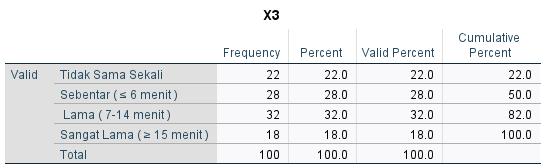 X3
Frequency Percent Valid Percent Cumulative Percent
Valid Tidak Sama Sekali 22 22.0 22.0 22.0
Sebentar ( ≤ 6 menit ) 28 28.0 28.0 50.0
Lama ( 7-14 menit ) 32 32.0 32.0 82.0
Sangat Lama ( ≥ 15 menit ) 18 18.0 18.0 100.0
Total 100 100.0 100.0